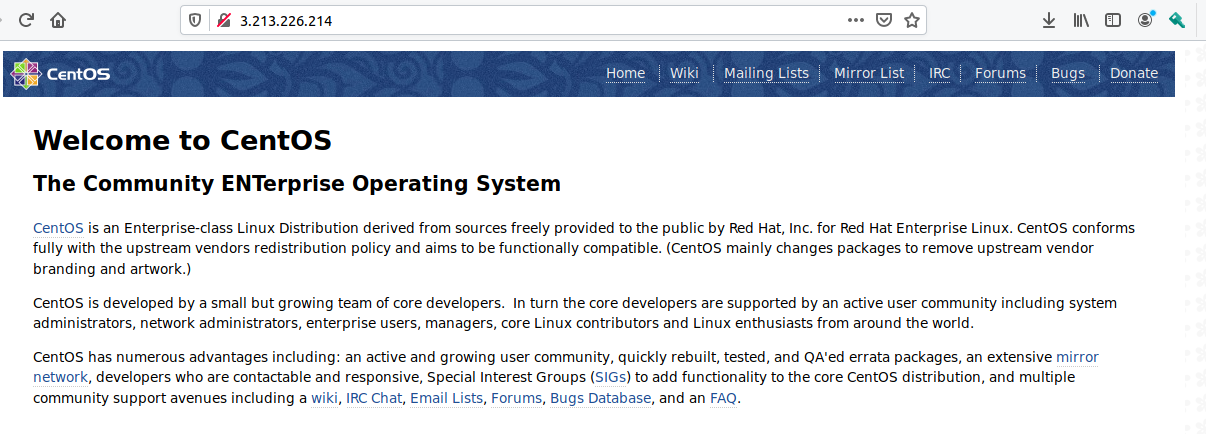 3.213.226.214
CentOS
Home Wiki Mailing Lists Mirror List IRC Forums Bugs Donate
Welcome to CentOS
The Community ENTerprise Operating System
CentOS is an Enterprise-class Linux Distribution derived from sources freely provided to the public by Red Hat, Inc. for Red Hat Enterprise Linux. CentOS conforms
fully with the upstream vendors redistribution policy and aims to be functionally compatible. (CentOS mainly changes packages to remove upstream vendor
branding and artwork.)
CentOS is developed by a small but growing team of core developers.  In turn the core developers are supported by an active user community including system
administrators, network administrators, enterprise users, managers, core Linux contributors and Linux enthusiasts from around the world.
CentOS has numerous advantages including: an active and growing user community, quickly rebuilt, tested, and QA'ed errata packages, an extensive mirror
network, developers who are contactable and responsive, Special Interest Groups (SIGs) to add functionality to the core CentOS distribution, and multiple
community support avenues including a wiki, IRC Chat, Email Lists, Forums, Bugs Database, and an FAQ.